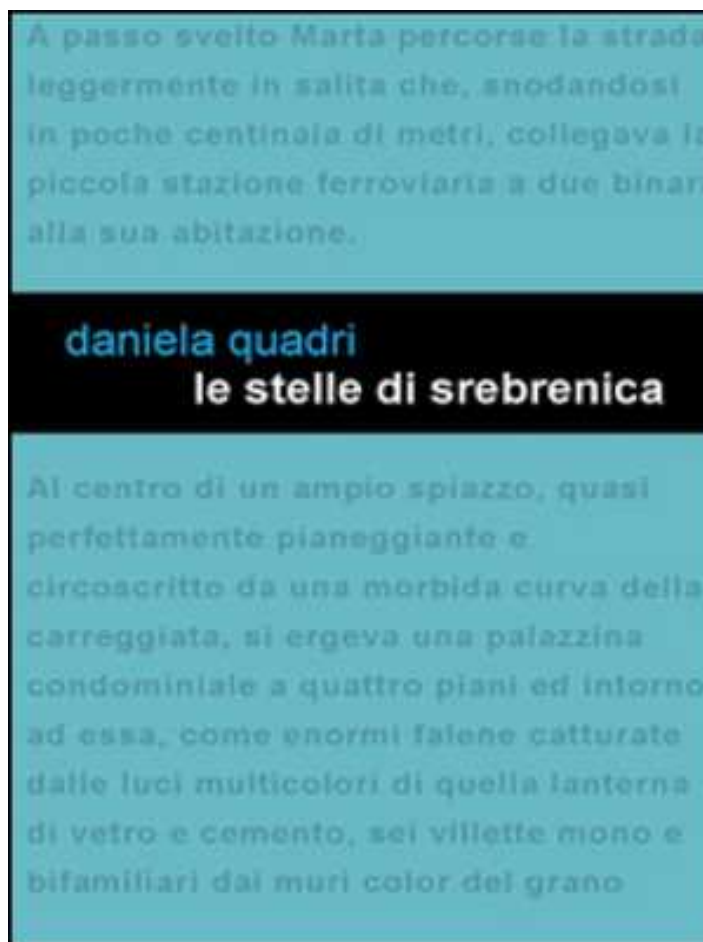 A passo svelto Marta percorse la strada
leggermente in salita che, snodandosi
in poche centinaia di metri, collegava la
piccola stazione ferroviaria a due binari
alla sua abitazione.
daniela quadri
le stelle di srebrenica
Al centro di un ampio spiazzo, quasi
perfettamente pianeggiante e
circoscritto da una morbida curva della
carreggiata, si ergeva una palazzina
condominiale a quattro piani ed intorno
ad essa, come enormi falene catturate
dalle luci multicolori di quella lanterna
di vetro e cemento, sei villette mono e
bifamiliari dai muri color del grano